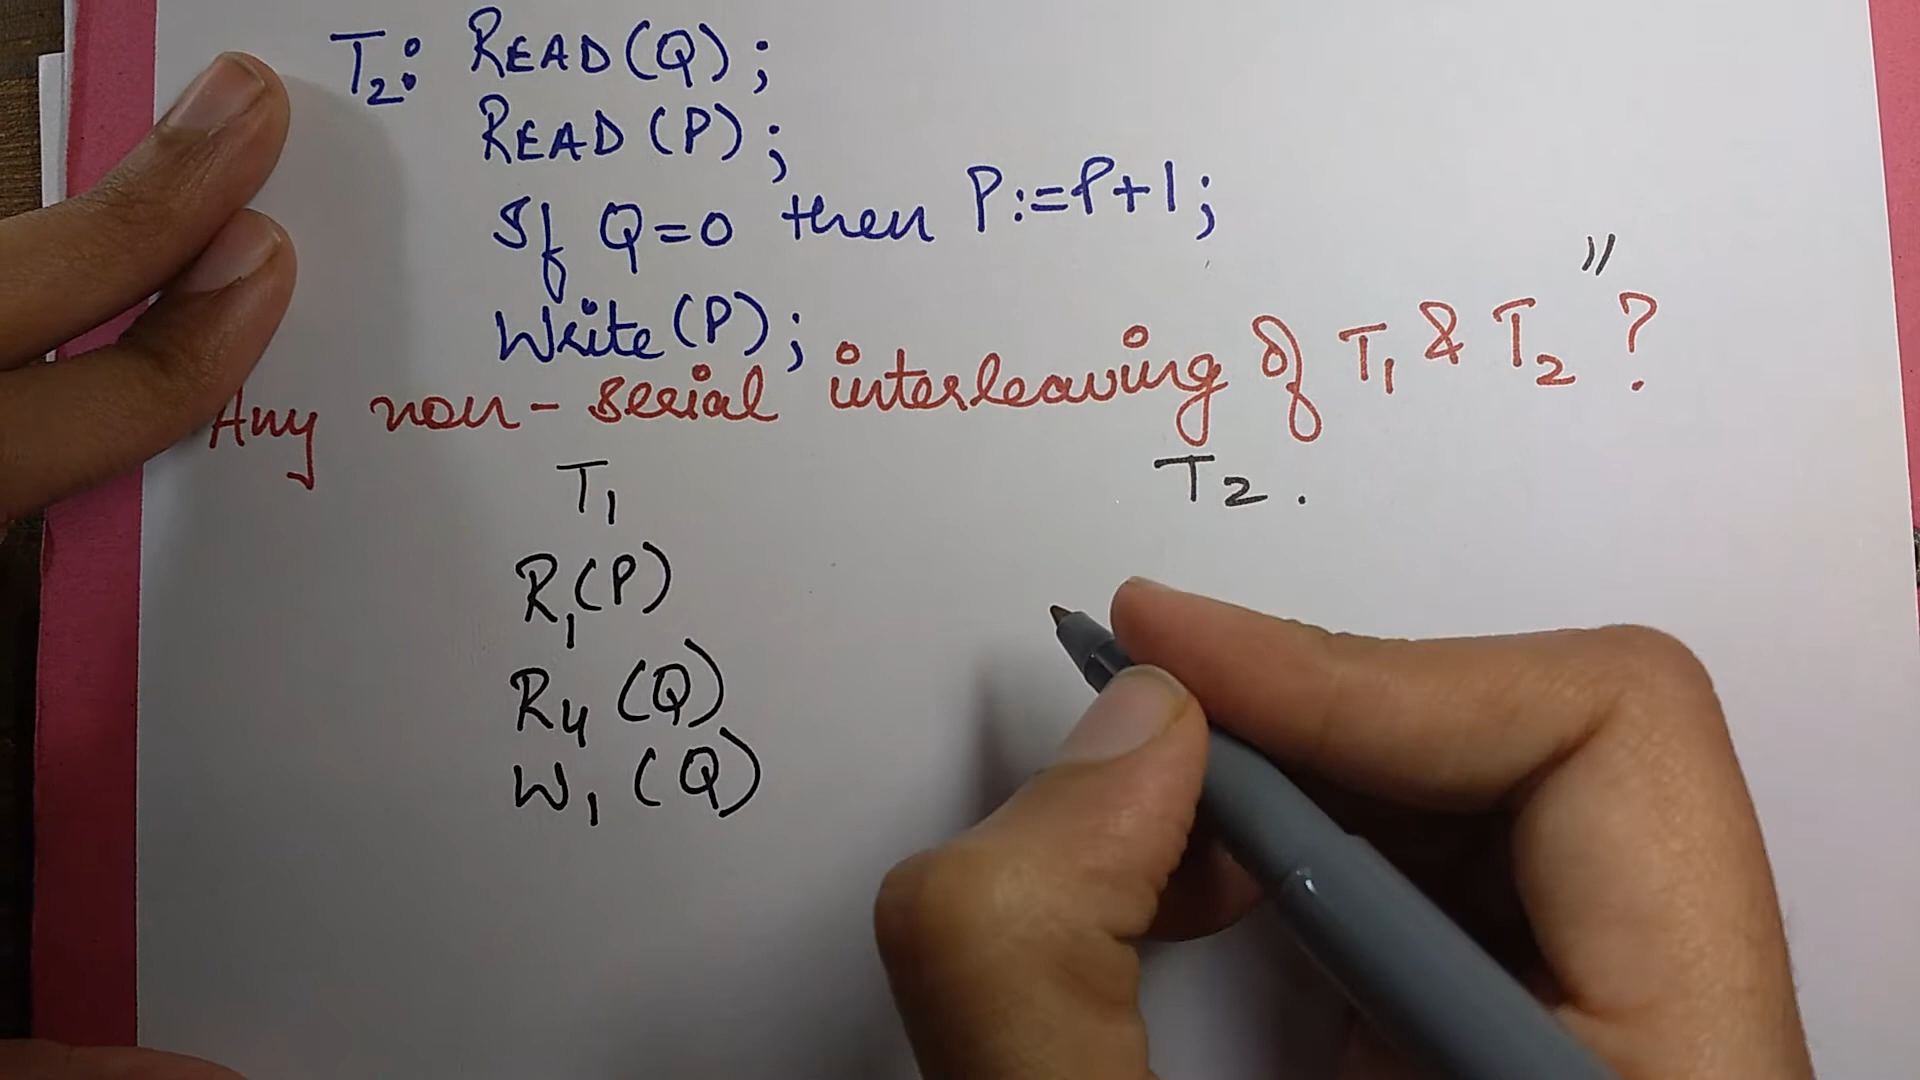 T2: READ(Q);
READ(P);
If Q=0 then P:=P+1;
Write(P);
"
Any non-serial interleaving of T1 & T2 ?
T1 T2.
R1(P)
R4 (Q)
W1 (Q)